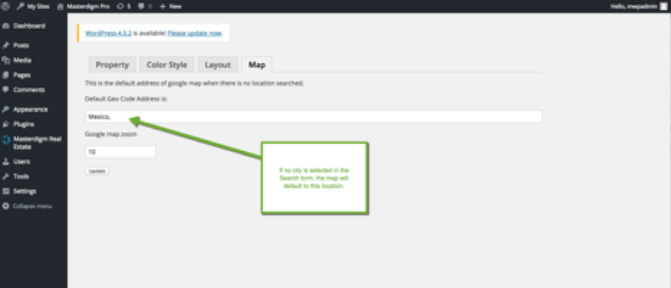 My Sites Masterdigm Pro 5 0 + New Hello, mwpadmin
Dashboard
WordPress 4.5.2 is available! Please update now.
Posts
Media
Pages
Comments
Appearance
Plugins
Masterdigm Real
Estate
Users
Tools
Settings
Collapse menu
Property Color Style Layout Map
This is the default address of google map when there is no location searched.
Default Geo Code Address is:
Mexico,
Google map zoom
10
Update
If no city is selected in the
Search form, the map will
default to this location.